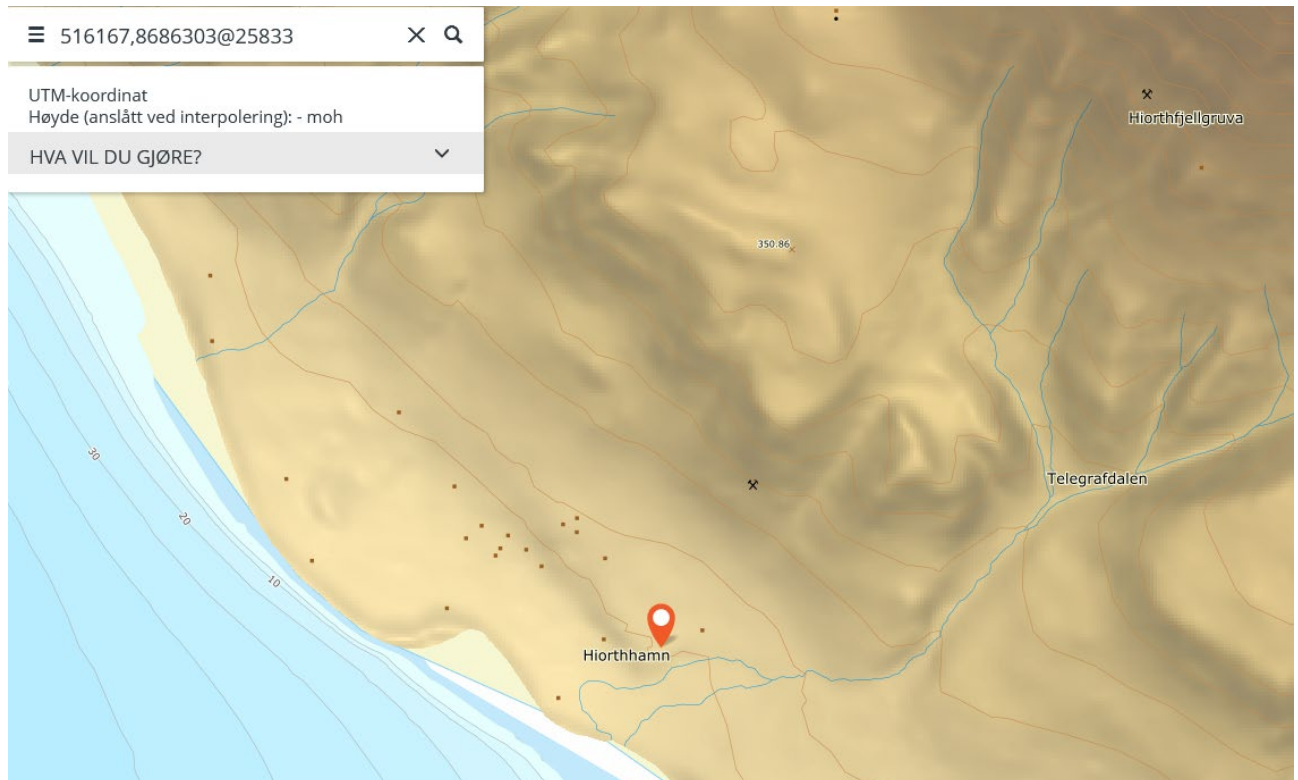 516167,8686303@25833
UTM-koordinat
Høyde (anslått ved interpolering): - moh
HVA VIL DU GJØRE?
Hiorthfjellgruva
350.86
30
Telegrafdalen
20
10
Hiorthhamn